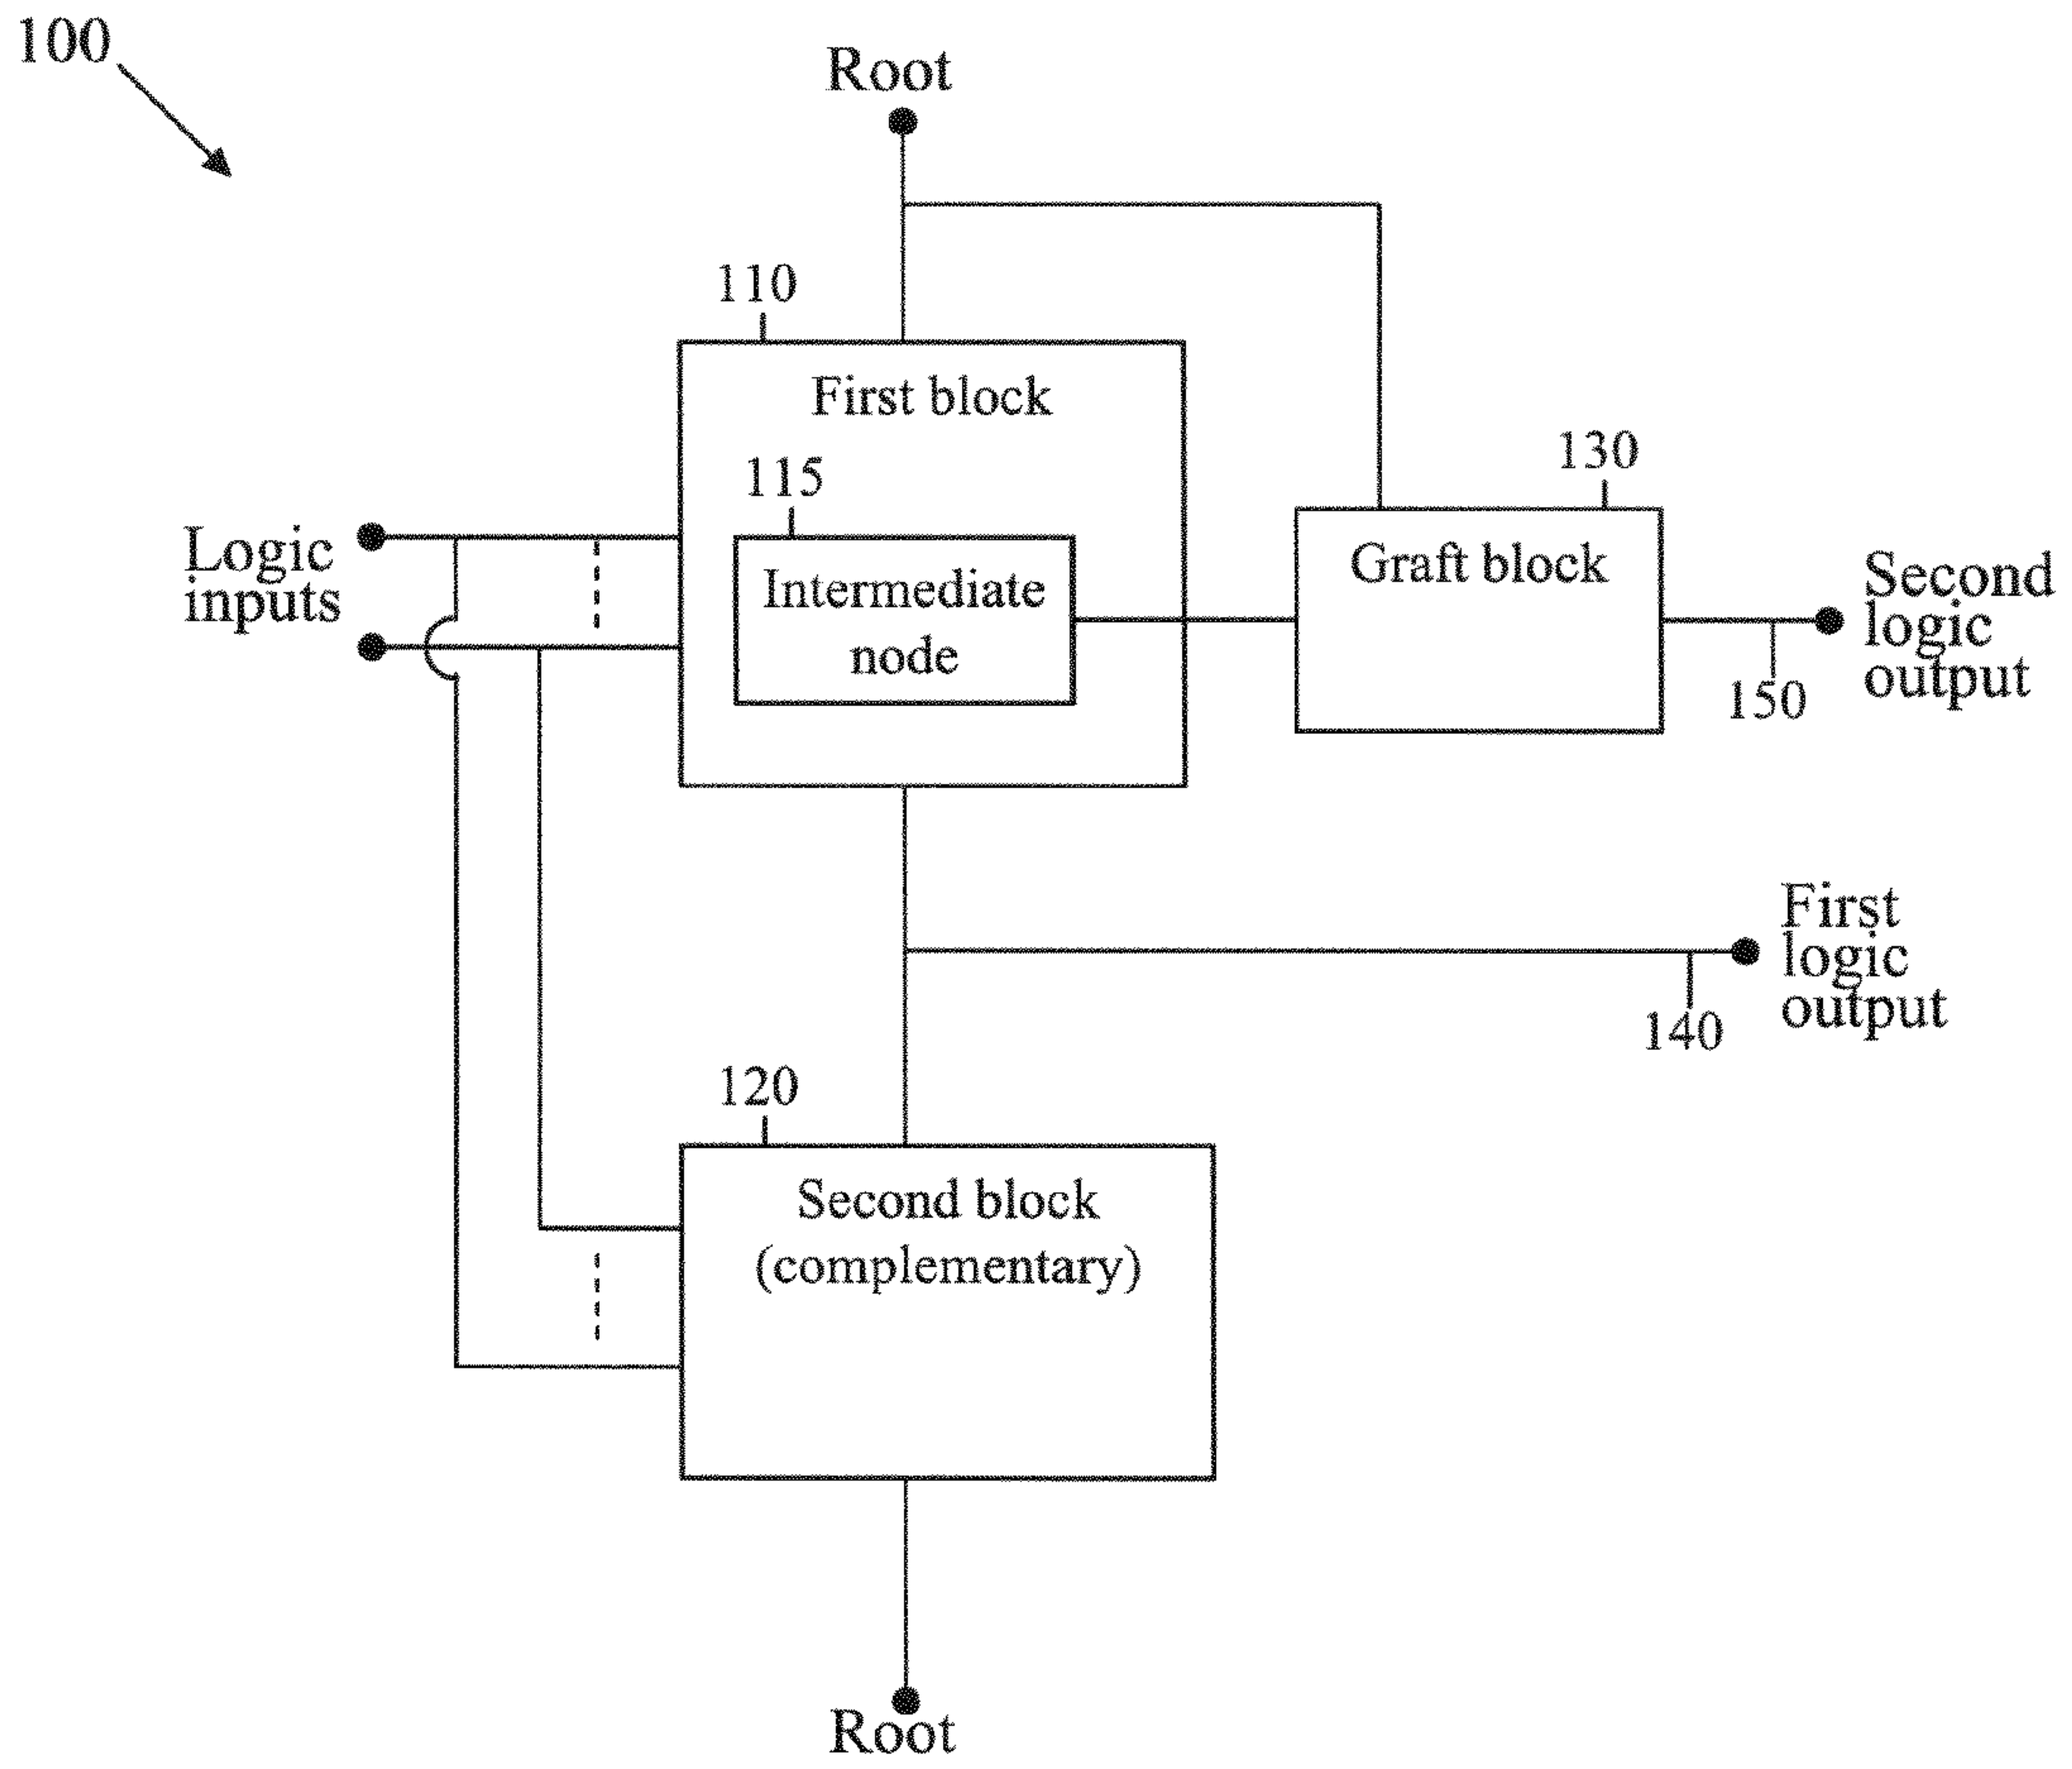 100
Root
110
First block
115
Intermediate
node
130
Graft block
Logic
inputs
Second
logic
output
150
First
logic
output
140
120
Second block
(complementary)
Root